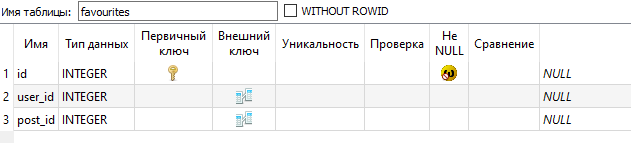 Имя таблицы: favourites WITHOUT ROWID
Имя Тип данных Первичный ключ Внешний ключ Уникальность Проверка Не NULL Сравнение
1 id INTEGER NULL
2 user_id INTEGER NULL
3 post_id INTEGER NULL